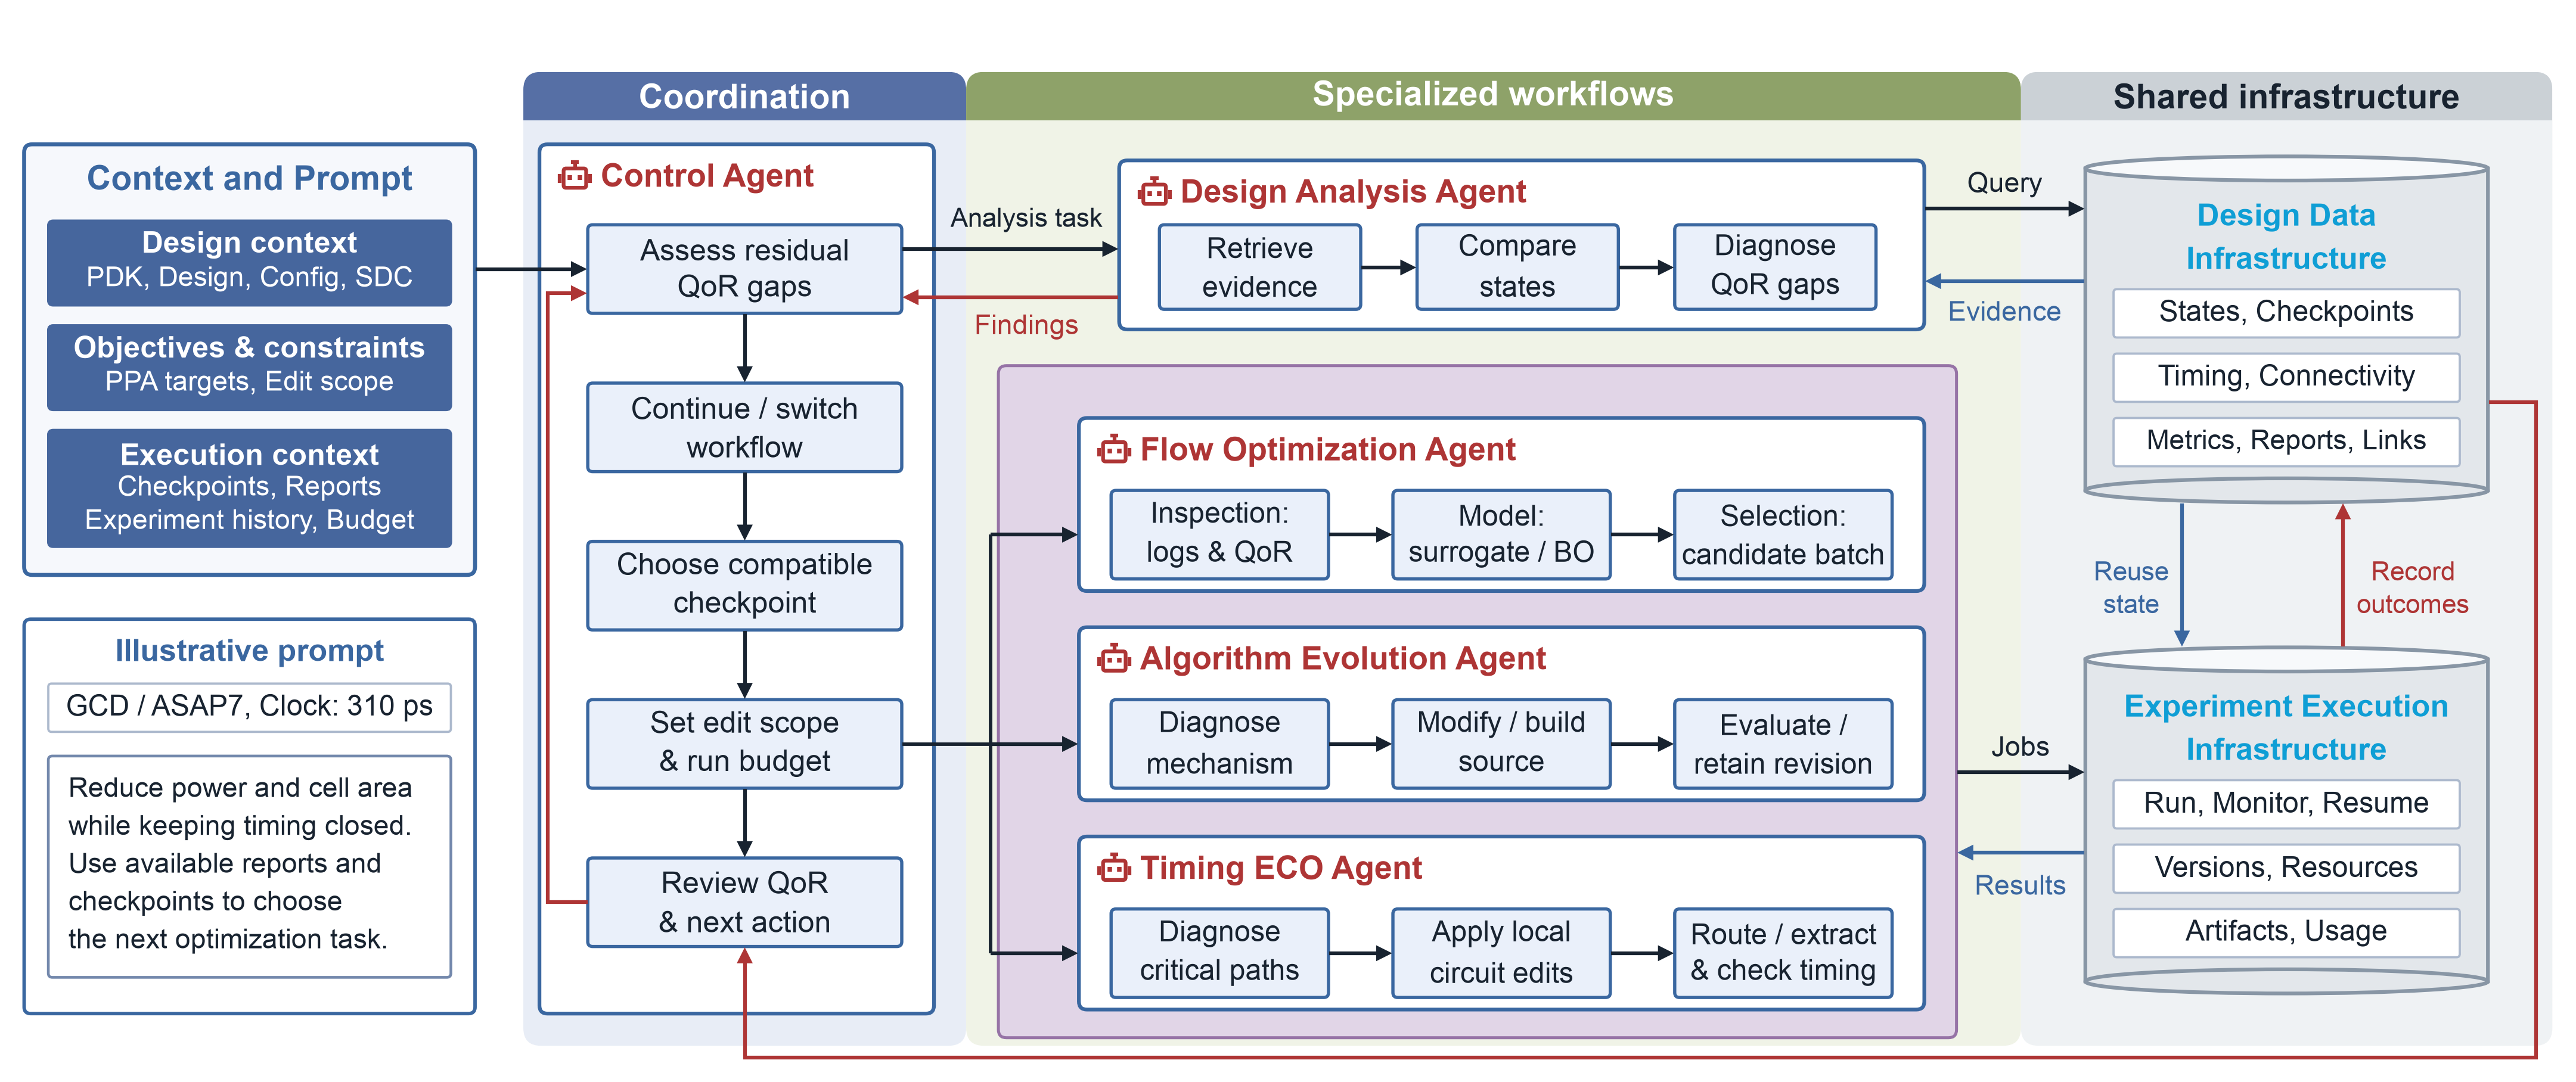 Coordination
Specialized workflows
Shared infrastructure
Context and Prompt
Design context
PDK, Design, Config, SDC
Objectives & constraints
PPA targets, Edit scope
Execution context
Checkpoints, Reports
Experiment history, Budget
Illustrative prompt
GCD / ASAP7, Clock: 310 ps
Reduce power and cell area
while keeping timing closed.
Use available reports and
checkpoints to choose
the next optimization task.
Control Agent
Assess residual
QoR gaps
Continue / switch
workflow
Choose compatible
checkpoint
Set edit scope
& run budget
Review QoR
& next action
Analysis task
Findings
Design Analysis Agent
Retrieve
evidence
Compare
states
Diagnose
QoR gaps
Flow Optimization Agent
Inspection:
logs & QoR
Model:
surrogate / BO
Selection:
candidate batch
Algorithm Evolution Agent
Diagnose
mechanism
Modify / build
source
Evaluate /
retain revision
Timing ECO Agent
Diagnose
critical paths
Apply local
circuit edits
Route / extract
& check timing
Query
Evidence
Jobs
Results
Design Data
Infrastructure
States, Checkpoints
Timing, Connectivity
Metrics, Reports, Links
Reuse
state
Record
outcomes
Experiment Execution
Infrastructure
Run, Monitor, Resume
Versions, Resources
Artifacts, Usage